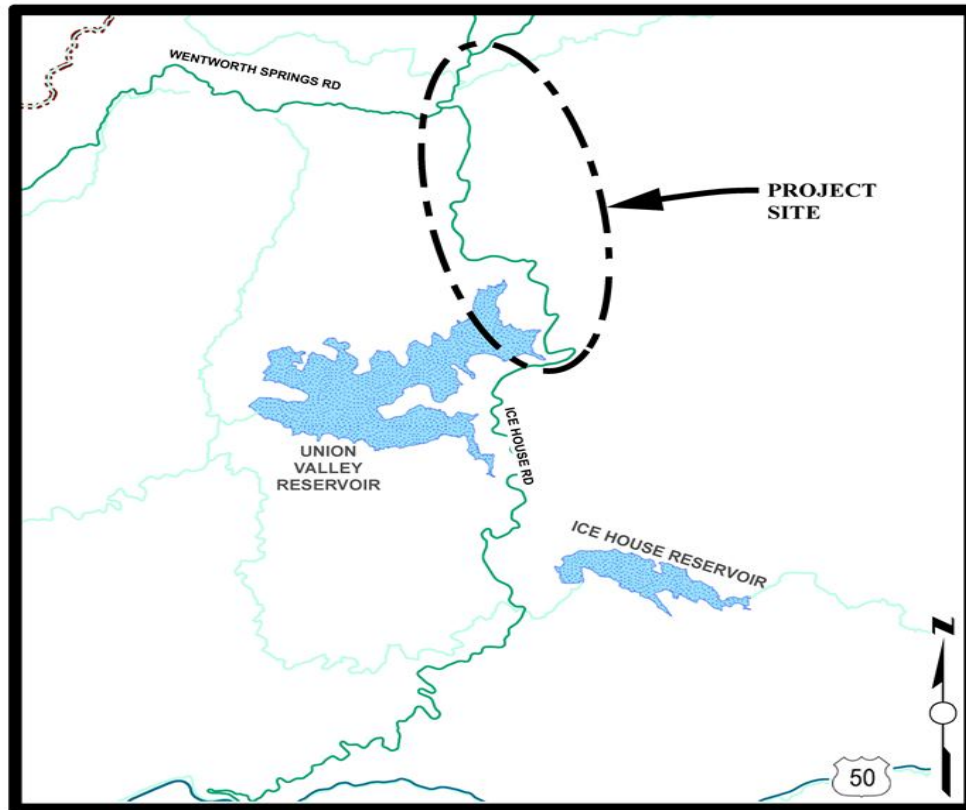 WENTWORTH SPRINGS RD
PROJECT
SITE
UNION
VALLEY
RESERVOIR
ICE HOUSE RD
ICE HOUSE RESERVOIR
N
50